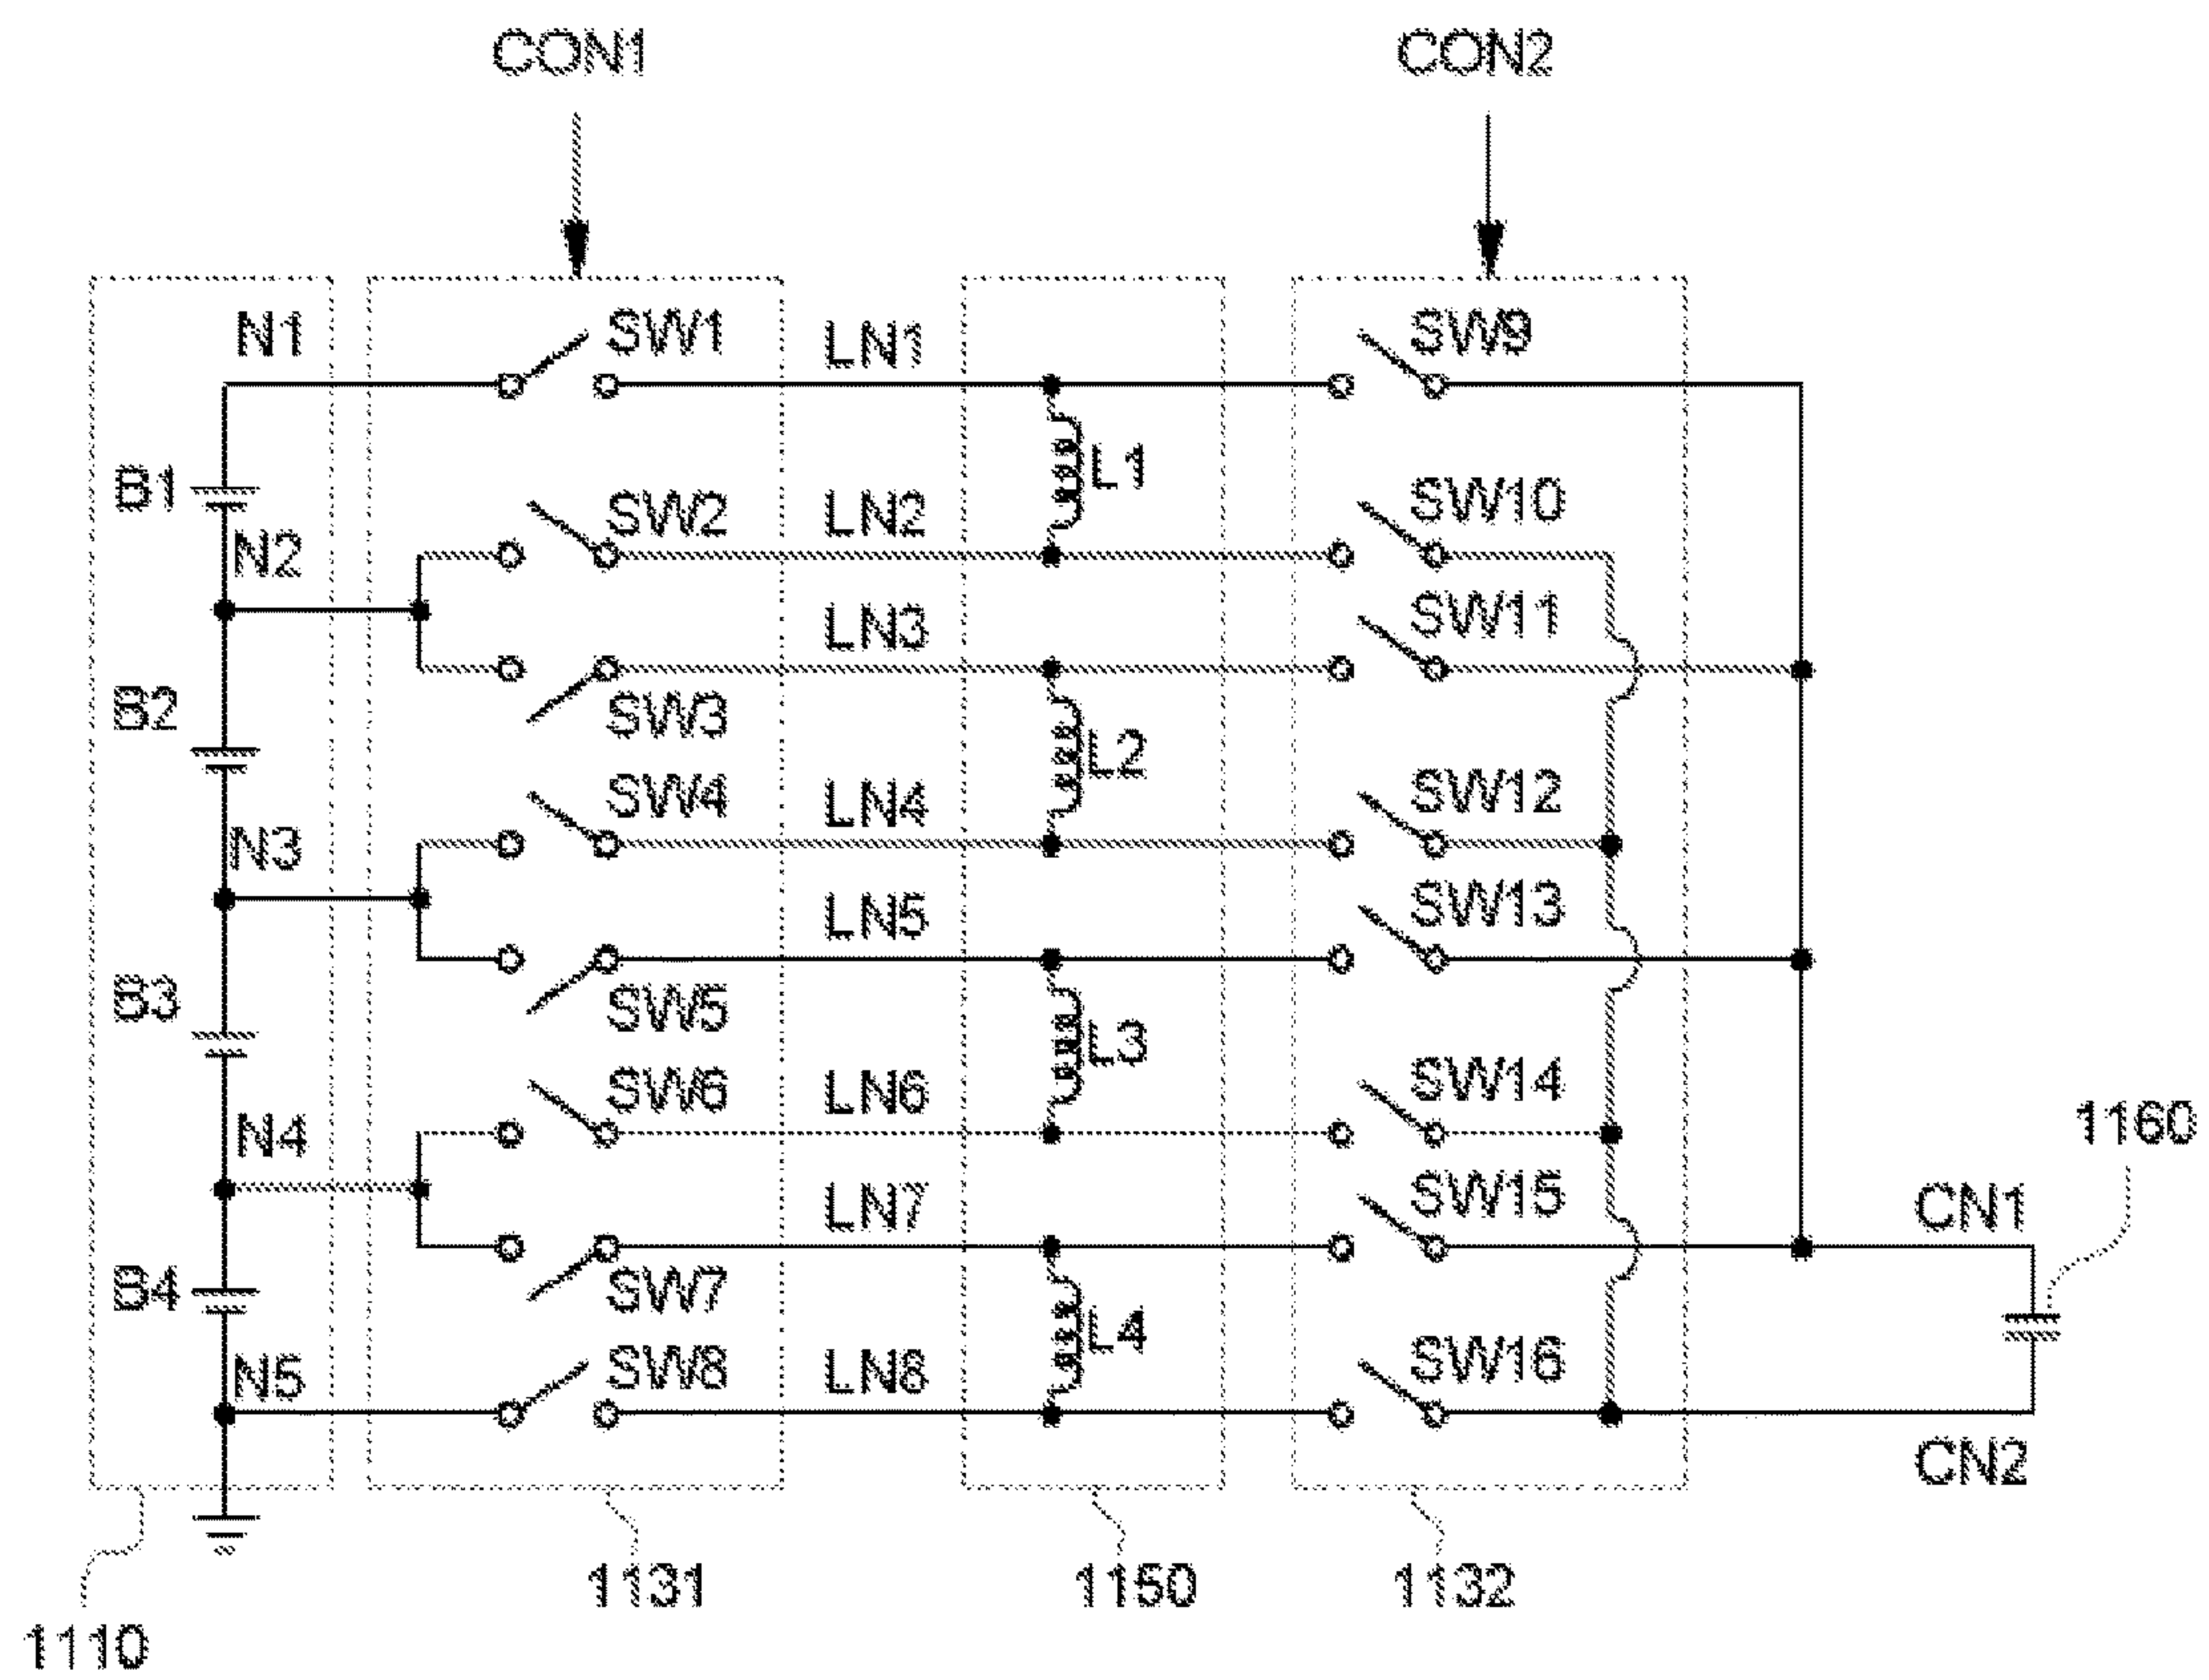 CON1 CON2
N1 SW1 LN1 SW9
B1 L1
N2 SW2 LN2 SW10
LN3 SW11
B2 SW3 L2
N3 SW4 LN4 SW12
LN5 SW13
B3 SW5 L3
N4 SW6 LN6 SW14 1160
LN7 SW15 CN1
B4 SW7 L4
N5 SW8 LN8 SW16
CN2
1131 1150 1132
1110